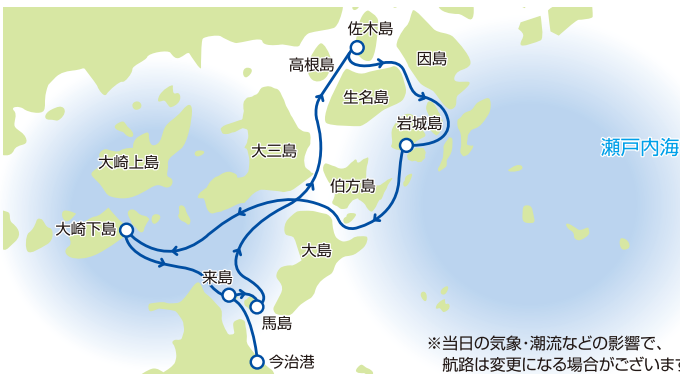 佐木島
高根島
因島
生名島
岩城島
瀬戸内海
大三島
大崎上島
伯方島
大崎下島
大島
来島
馬島
今治港
※当日の気象・潮流などの影響で、
航路は変更になる場合がございます